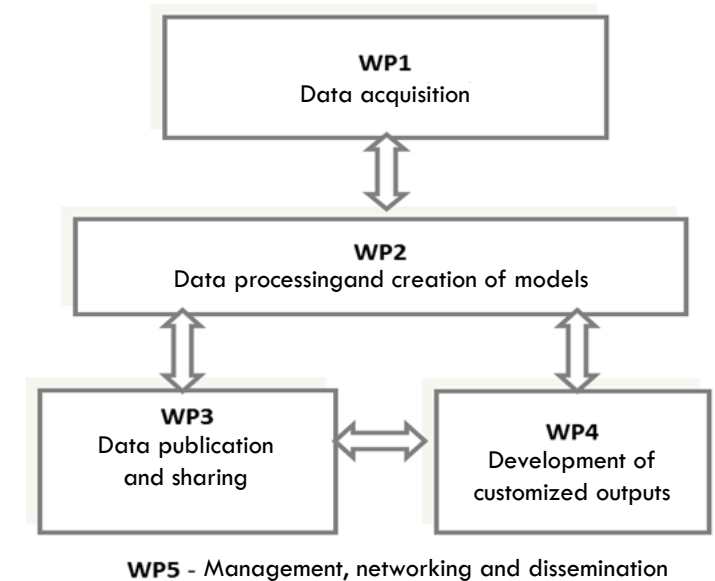 WP1
Data acquisition
WP2
Data processingand creation of models
WP3
Data publication
and sharing
WP4
Development of
customized outputs
WP5 - Management, networking and dissemination